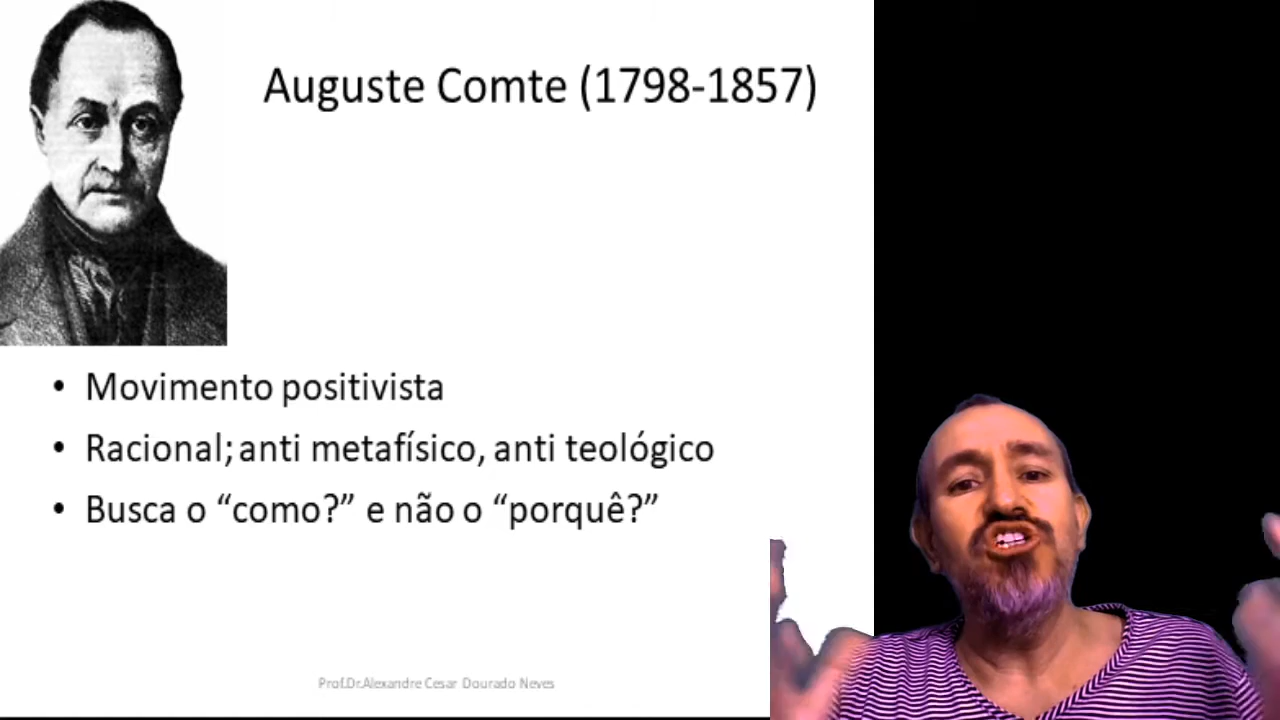 Auguste Comte (1798-1857)
• Movimento positivista
• Racional; anti metafísico, anti teológico
• Busca o “como?” e não o “porquê?”
Prof.Dr.Alexandre Cesar Dourado Neves